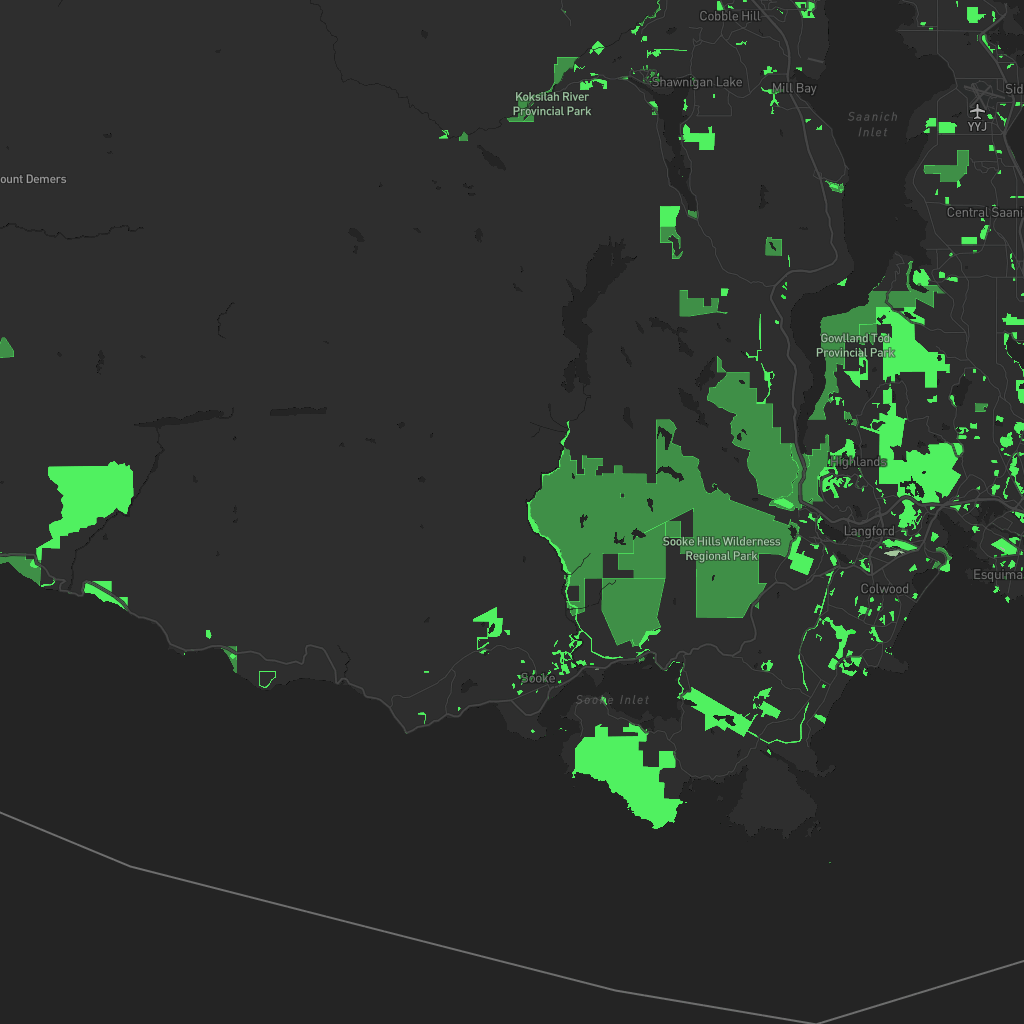 Cobble Hill
Shawnigan Lake
Mill Bay
Sid
Koksilah River
Provincial Park
Saanich
Inlet
YYJ
ount Demers
Central Saani
Gowlland Tod
Provincial Park
Highlands
Langford
Sooke Hills Wilderness
Regional Park
Esquima
Colwood
Sooke
Sooke Inlet